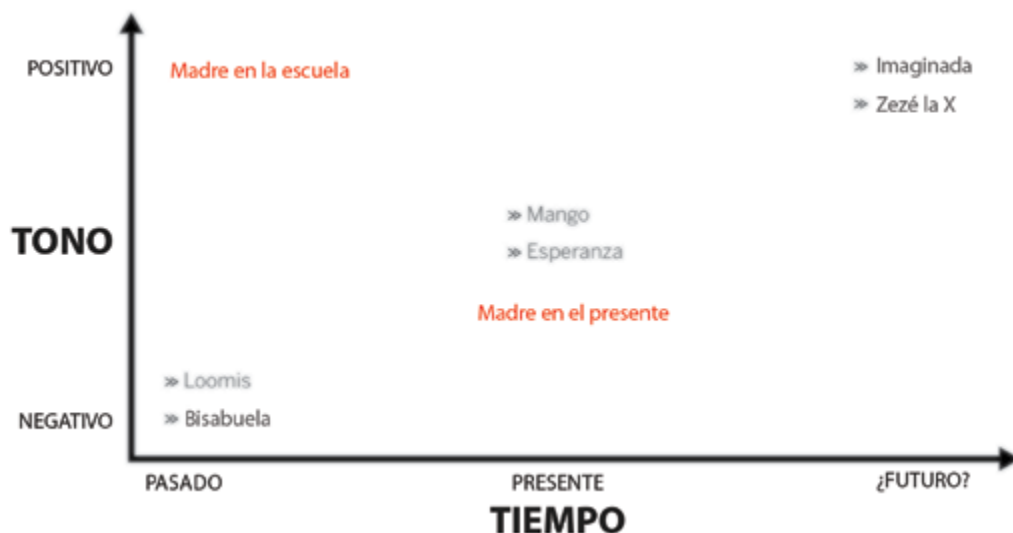 POSITIVO
Madre en la escuela
» Imaginada
» Zezé la X
» Mango
TONO
» Esperanza
Madre en el presente
» Loomis
NEGATIVO
» Bisabuela
PASADO
PRESENTE
¿FUTURO?
TIEMPO